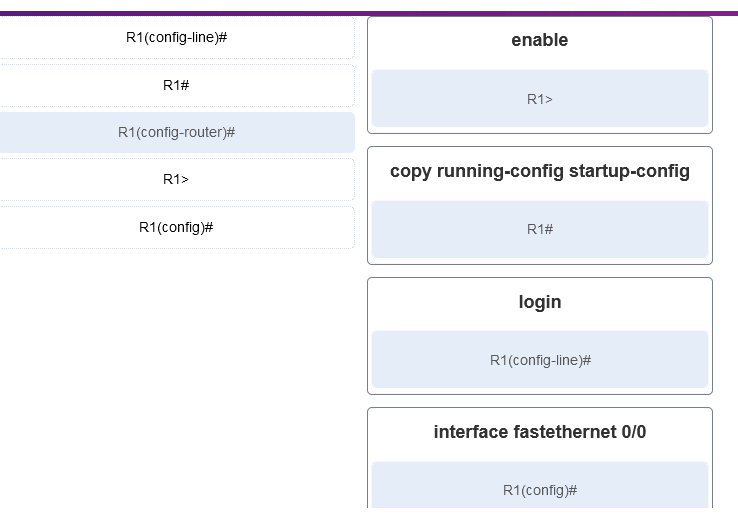 R1(config-line)#
R1#
R1(config-router)#
R1>
R1(config)#
enable
R1>
copy running-config startup-config
R1#
login
R1(config-line)#
interface fastethernet 0/0
R1(config)#